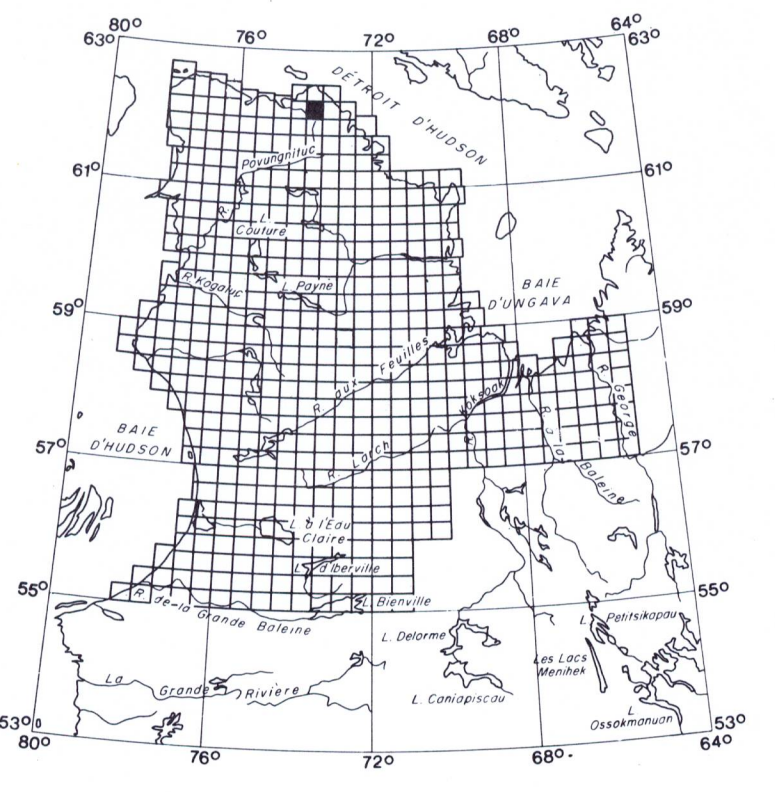 80° 76° 72° 68° 64°
63° 63°
DÉTROIT D'HUDSON
61° 61°
Povungnituc
R.
L.
Couture
R. Kogaluc
L. Payne
BAIE
D'UNGAVA
59° 59°
R. aux Feuilles
Koksoak
R.
R. George
BAIE
D'HUDSON
57° 57°
R. Larch
R. à la Baleine
L. à l'Eau
Claire
L. d'Iberville
55° 55°
R. de-la Grande Baleine
L. Bienville
L. Petitsikapau
L. Delorme
Les Lacs
Menihek
La Grande Rivière
L. Caniapiscau
L.
Ossokmanuan
53° 53°
80° 76° 72° 68° 64°